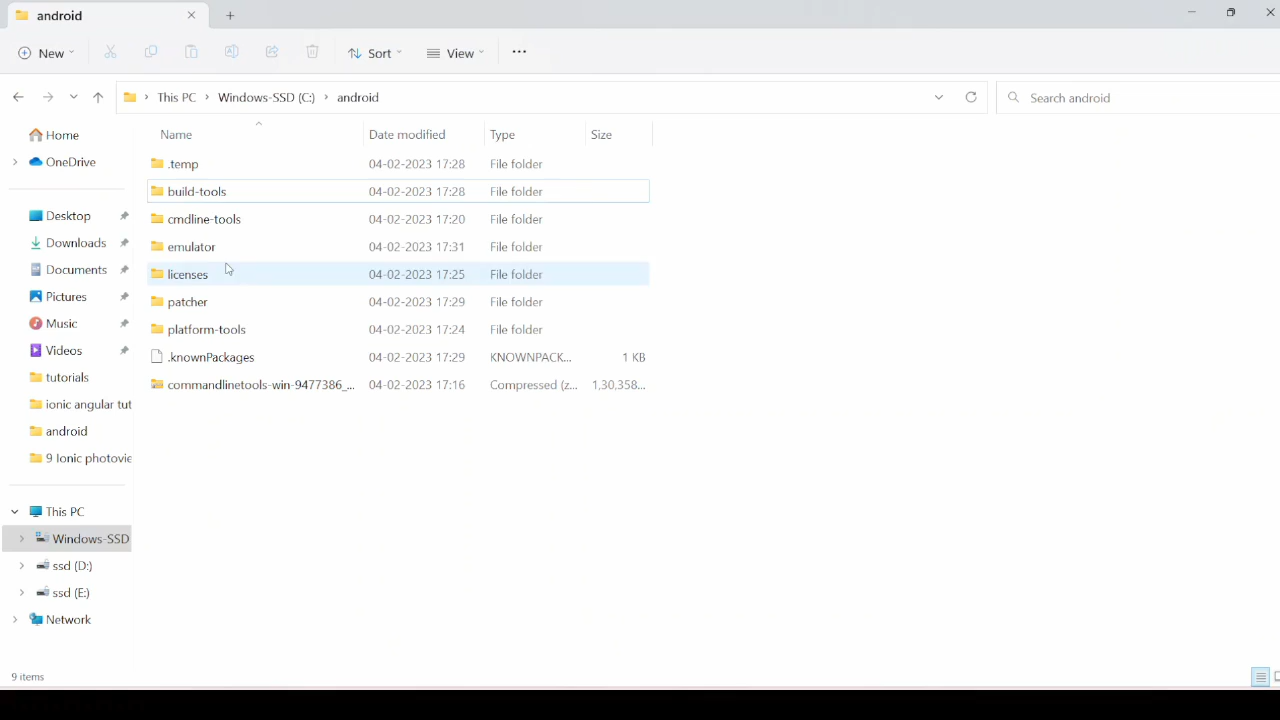 android
New
Sort
View
This PC
Windows-SSD (C:)
android
Search android
Name
Date modified
Type
Size
Home
OneDrive
Desktop
Downloads
Documents
Pictures
Music
Videos
tutorials
ionic angular tut
android
9 Ionic photovie
This PC
Windows-SSD
ssd (D:)
ssd (E:)
Network
.temp 04-02-2023 17:28 File folder
build-tools 04-02-2023 17:28 File folder
cmdline-tools 04-02-2023 17:20 File folder
emulator 04-02-2023 17:31 File folder
licenses 04-02-2023 17:25 File folder
patcher 04-02-2023 17:29 File folder
platform-tools 04-02-2023 17:24 File folder
.knownPackages 04-02-2023 17:29 KNOWNPACK... 1 KB
commandlinetools-win-9477386_... 04-02-2023 17:16 Compressed (z... 1,30,358...
9 items